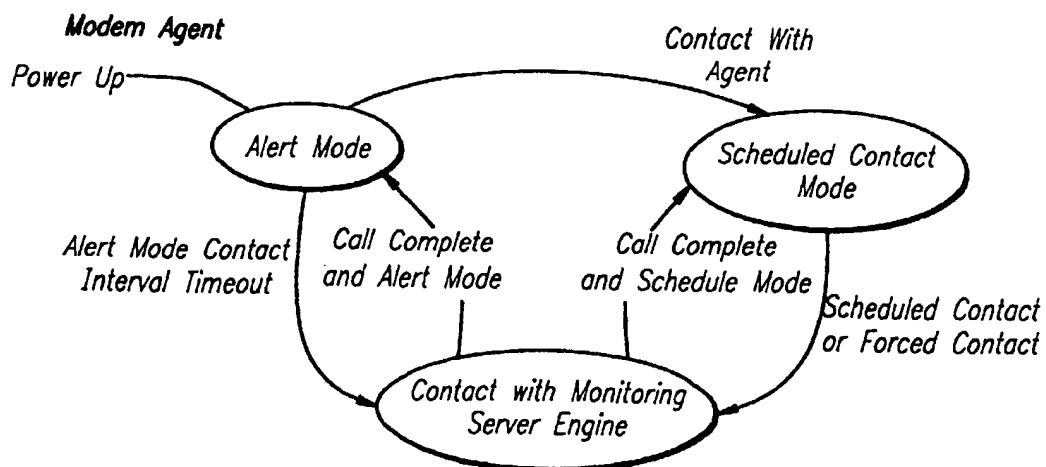 Modem Agent
Power Up
Contact With
Agent
Alert Mode
Scheduled Contact
Mode
Alert Mode Contact
Interval Timeout
Call Complete
and Alert Mode
Call Complete
and Schedule Mode
Scheduled Contact
or Forced Contact
Contact with Monitoring
Server Engine